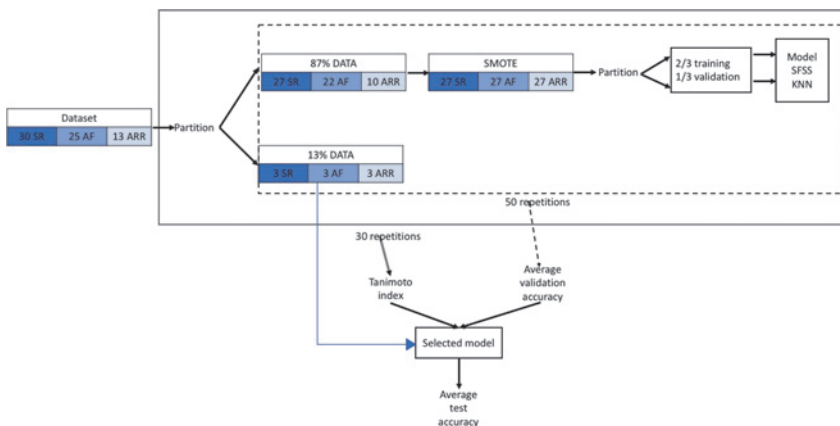 87% DATA
27 SR 22 AF 10 ARR
SMOTE
27 SR 27 AF 27 ARR
Partition
2/3 training
1/3 validation
Model
SFSS
KNN
Dataset
30 SR 25 AF 13 ARR
Partition
13% DATA
3 SR 3 AF 3 ARR
50 repetitions
30 repetitions
Tanimoto
index
Average
validation
accuracy
Selected model
Average
test
accuracy